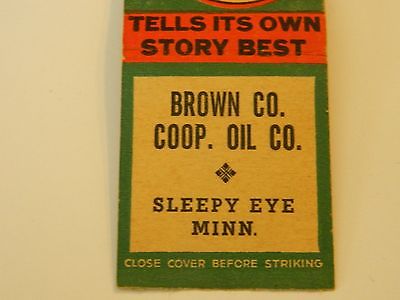 TELLS ITS OWN
STORY BEST
BROWN CO.
COOP. OIL CO.
SLEEPY EYE
MINN.
CLOSE COVER BEFORE STRIKING